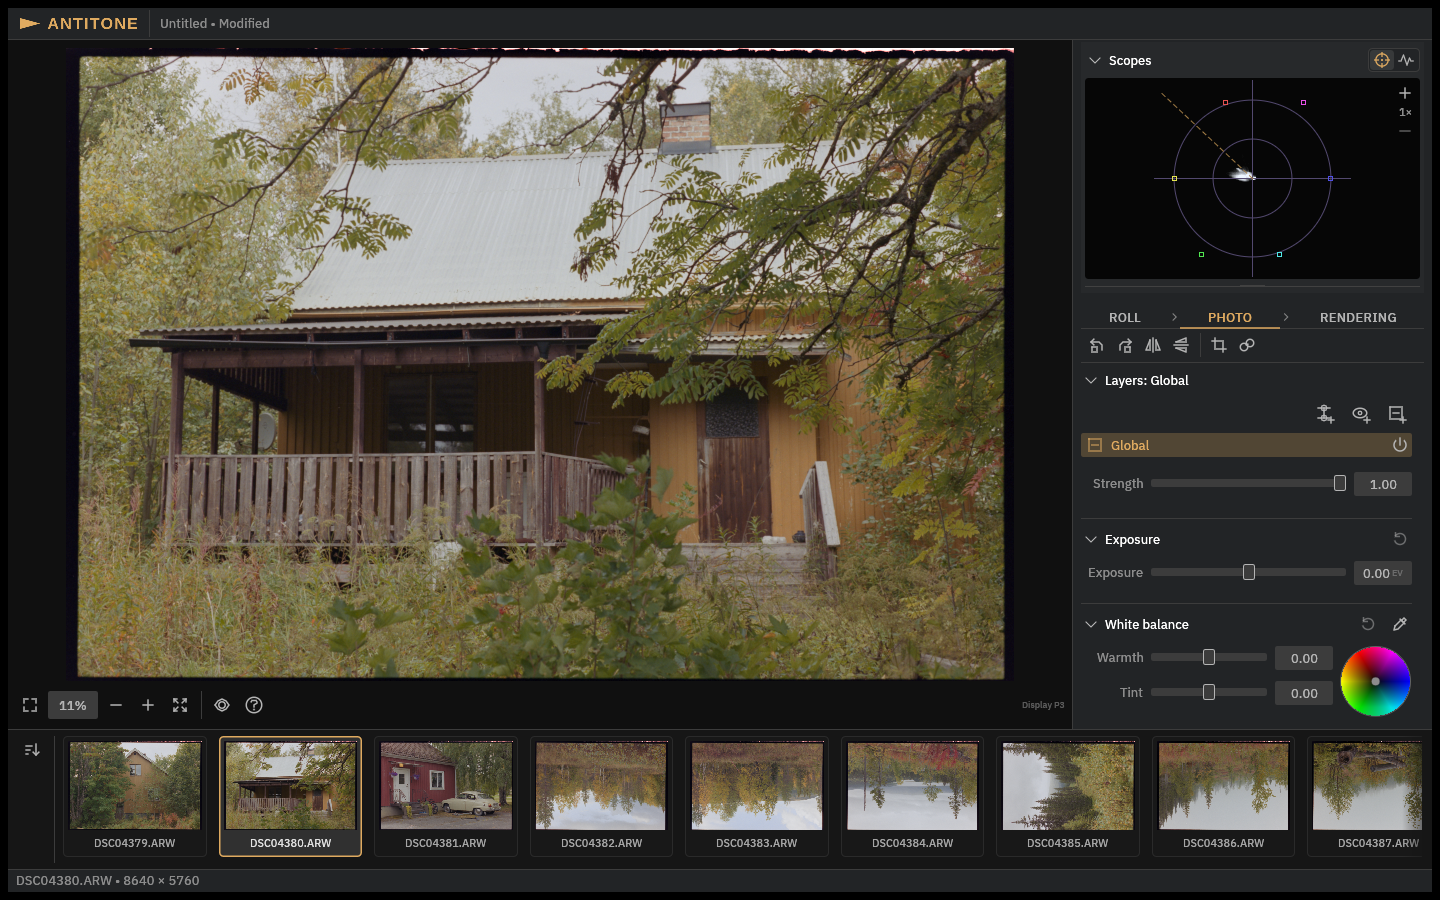 ANTITONE
Untitled • Modified
Scopes
1×
ROLL
PHOTO
RENDERING
Layers: Global
Global
Strength
1.00
Exposure
Exposure
0.00 EV
White balance
Warmth
0.00
Tint
0.00
11%
Display P3
DSC04379.ARW
DSC04380.ARW
DSC04381.ARW
DSC04382.ARW
DSC04383.ARW
DSC04384.ARW
DSC04385.ARW
DSC04386.ARW
DSC04387.ARW
DSC04380.ARW • 8640 × 5760